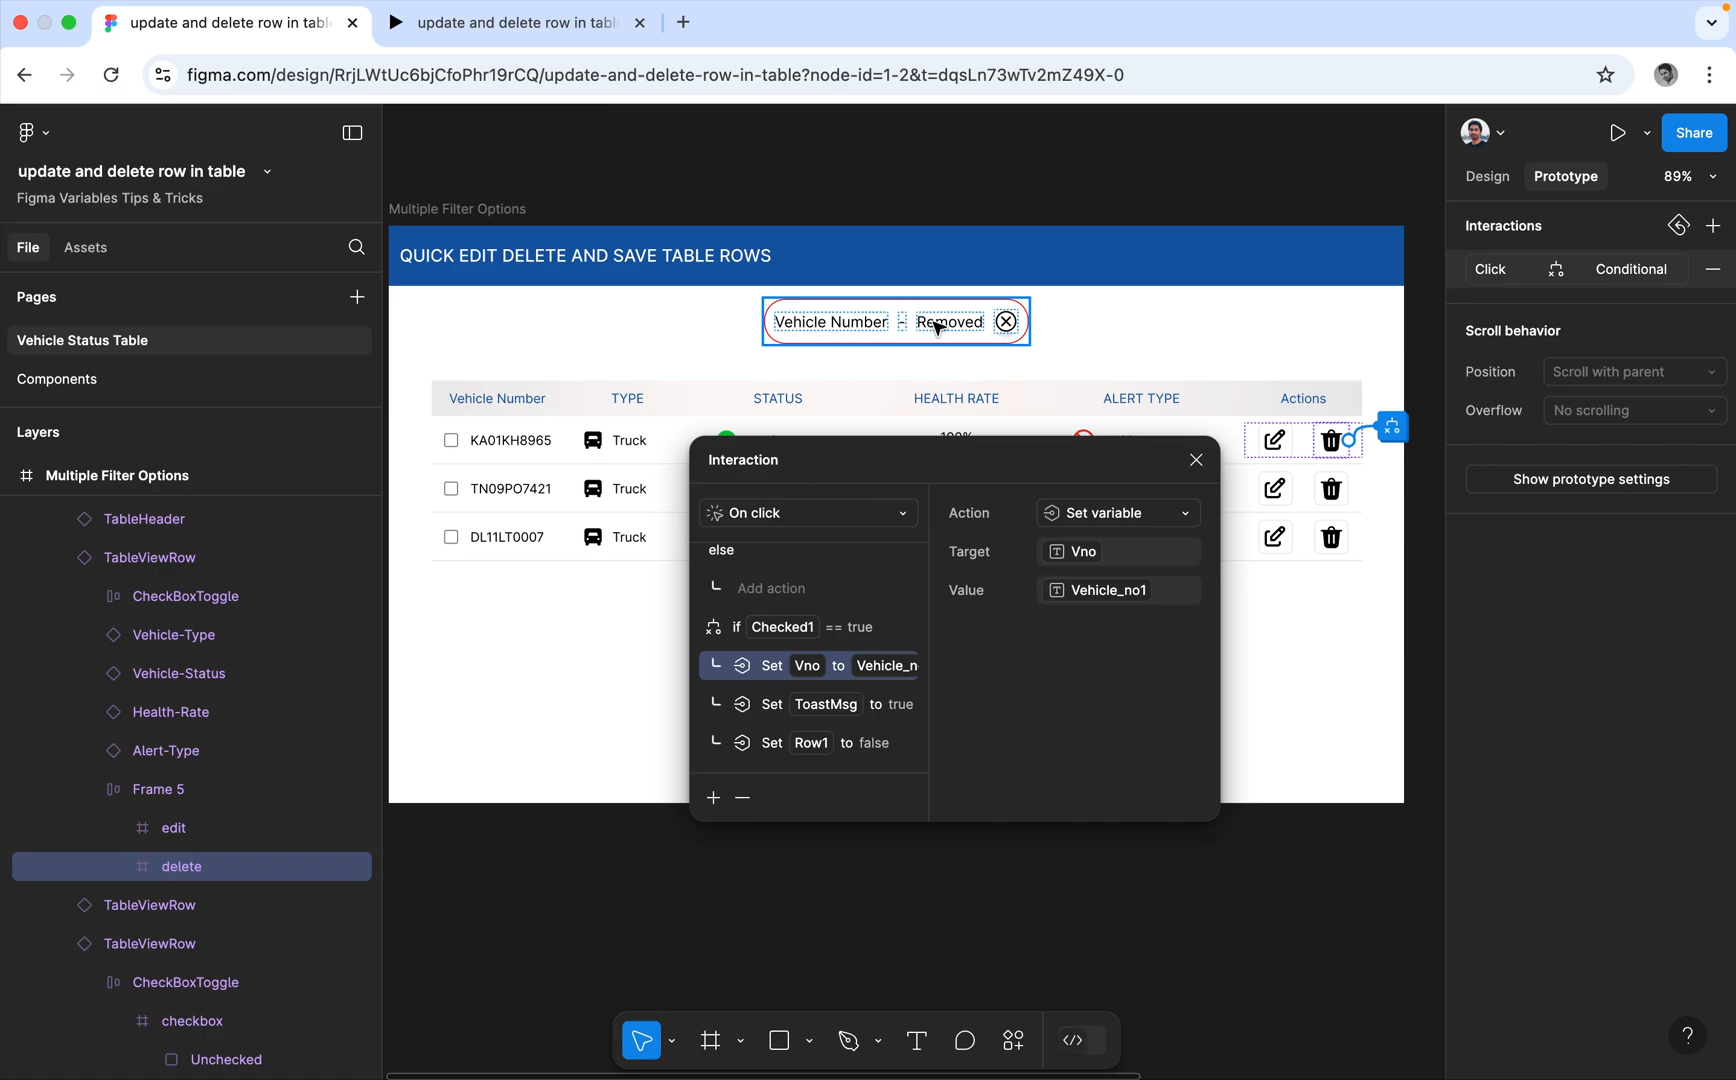 update and delete row in tabl
update and delete row in tabl
figma.com/design/RrjLWtUc6bjCfoPhr19rCQ/update-and-delete-row-in-table?node-id=1-2&t=dqsLn73wTv2mZ49X-0
update and delete row in table
Figma Variables Tips & Tricks
File Assets
Pages
Vehicle Status Table
Components
Layers
Multiple Filter Options
TableHeader
TableViewRow
CheckBoxToggle
Vehicle-Type
Vehicle-Status
Health-Rate
Alert-Type
Frame 5
edit
delete
TableViewRow
TableViewRow
CheckBoxToggle
checkbox
Unchecked
Multiple Filter Options
QUICK EDIT DELETE AND SAVE TABLE ROWS
Vehicle Number - Removed
Vehicle Number TYPE STATUS HEALTH RATE ALERT TYPE Actions
KA01KH8965 Truck 100%
TN09PO7421 Truck
DL11LT0007 Truck
Interaction
On click
else
Add action
if Checked1 == true
Set Vno to Vehicle_n
Set ToastMsg to true
Set Row1 to false
Action Set variable
Target Vno
Value Vehicle_no1
Share
Design Prototype 89%
Interactions
Click Conditional
Scroll behavior
Position Scroll with parent
Overflow No scrolling
Show prototype settings
?